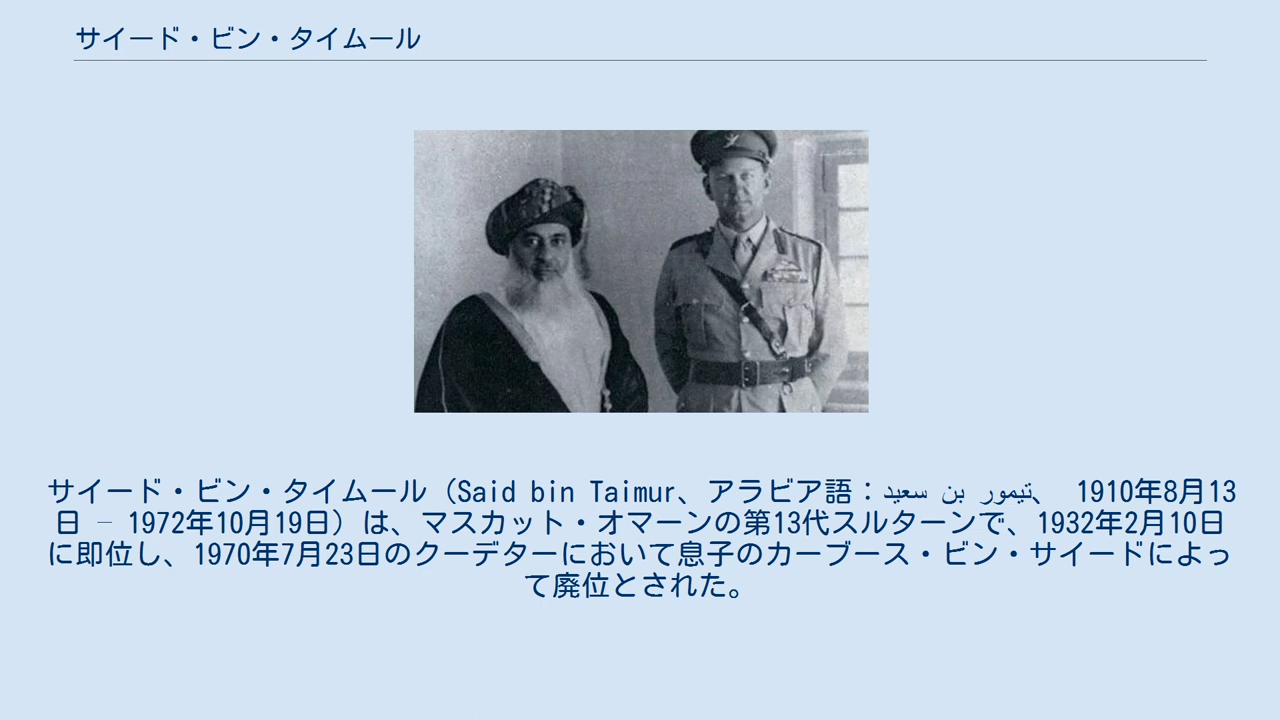 サイード・ビン・タイムール
サイード・ビン・タイムール（Said bin Taimur、アラビア語：سعيد بن تيمور‎、 1910年8月13
日 – 1972年10月19日）は、マスカット・オマーンの第13代スルターンで、1932年2月10日
に即位し、1970年7月23日のクーデターにおいて息子のカーブース・ビン・サイードによっ
て廃位とされた。